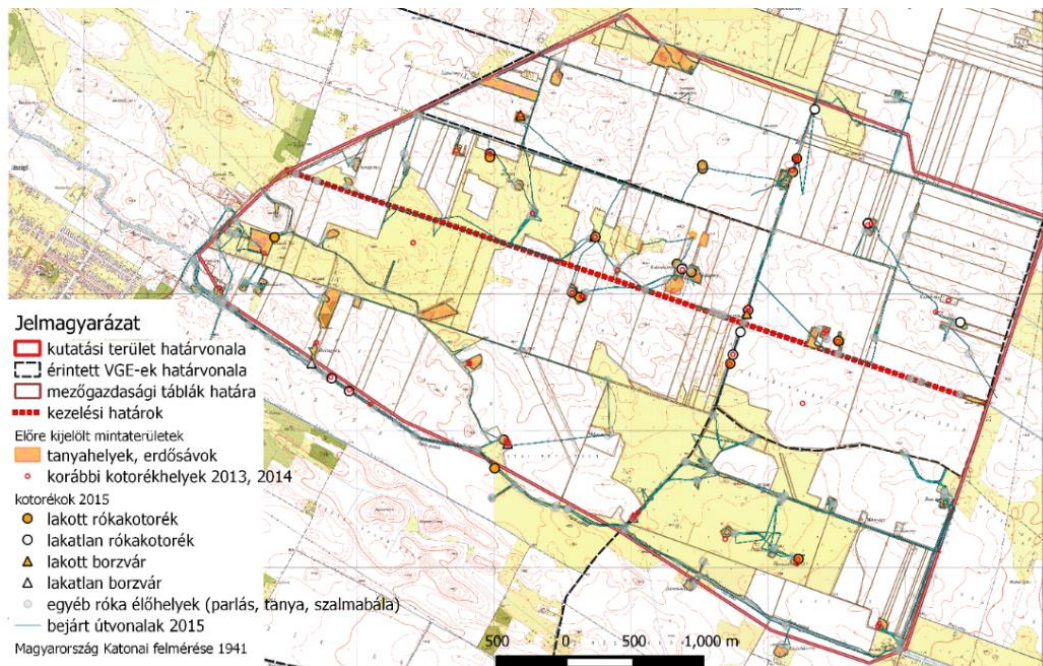 Jelmagyarázat
kutatási terület határvonala
érintett VGE-ek határvonala
mezőgazdasági táblák határa
kezelési határok
Előre kijelölt mintaterületek
tanyahelyek, erdősávok
korábbi kotorékhelyek 2013, 2014
kotorékok 2015
lakott rókakotorék
lakatlan rókakotorék
lakott borzvár
lakatlan borzvár
egyéb róka élőhelyek (parlás, tanya, szalmabála)
bejárt útvonalak 2015
Magyarország Katonai felmérése 1941
500 0 500 1,000 m